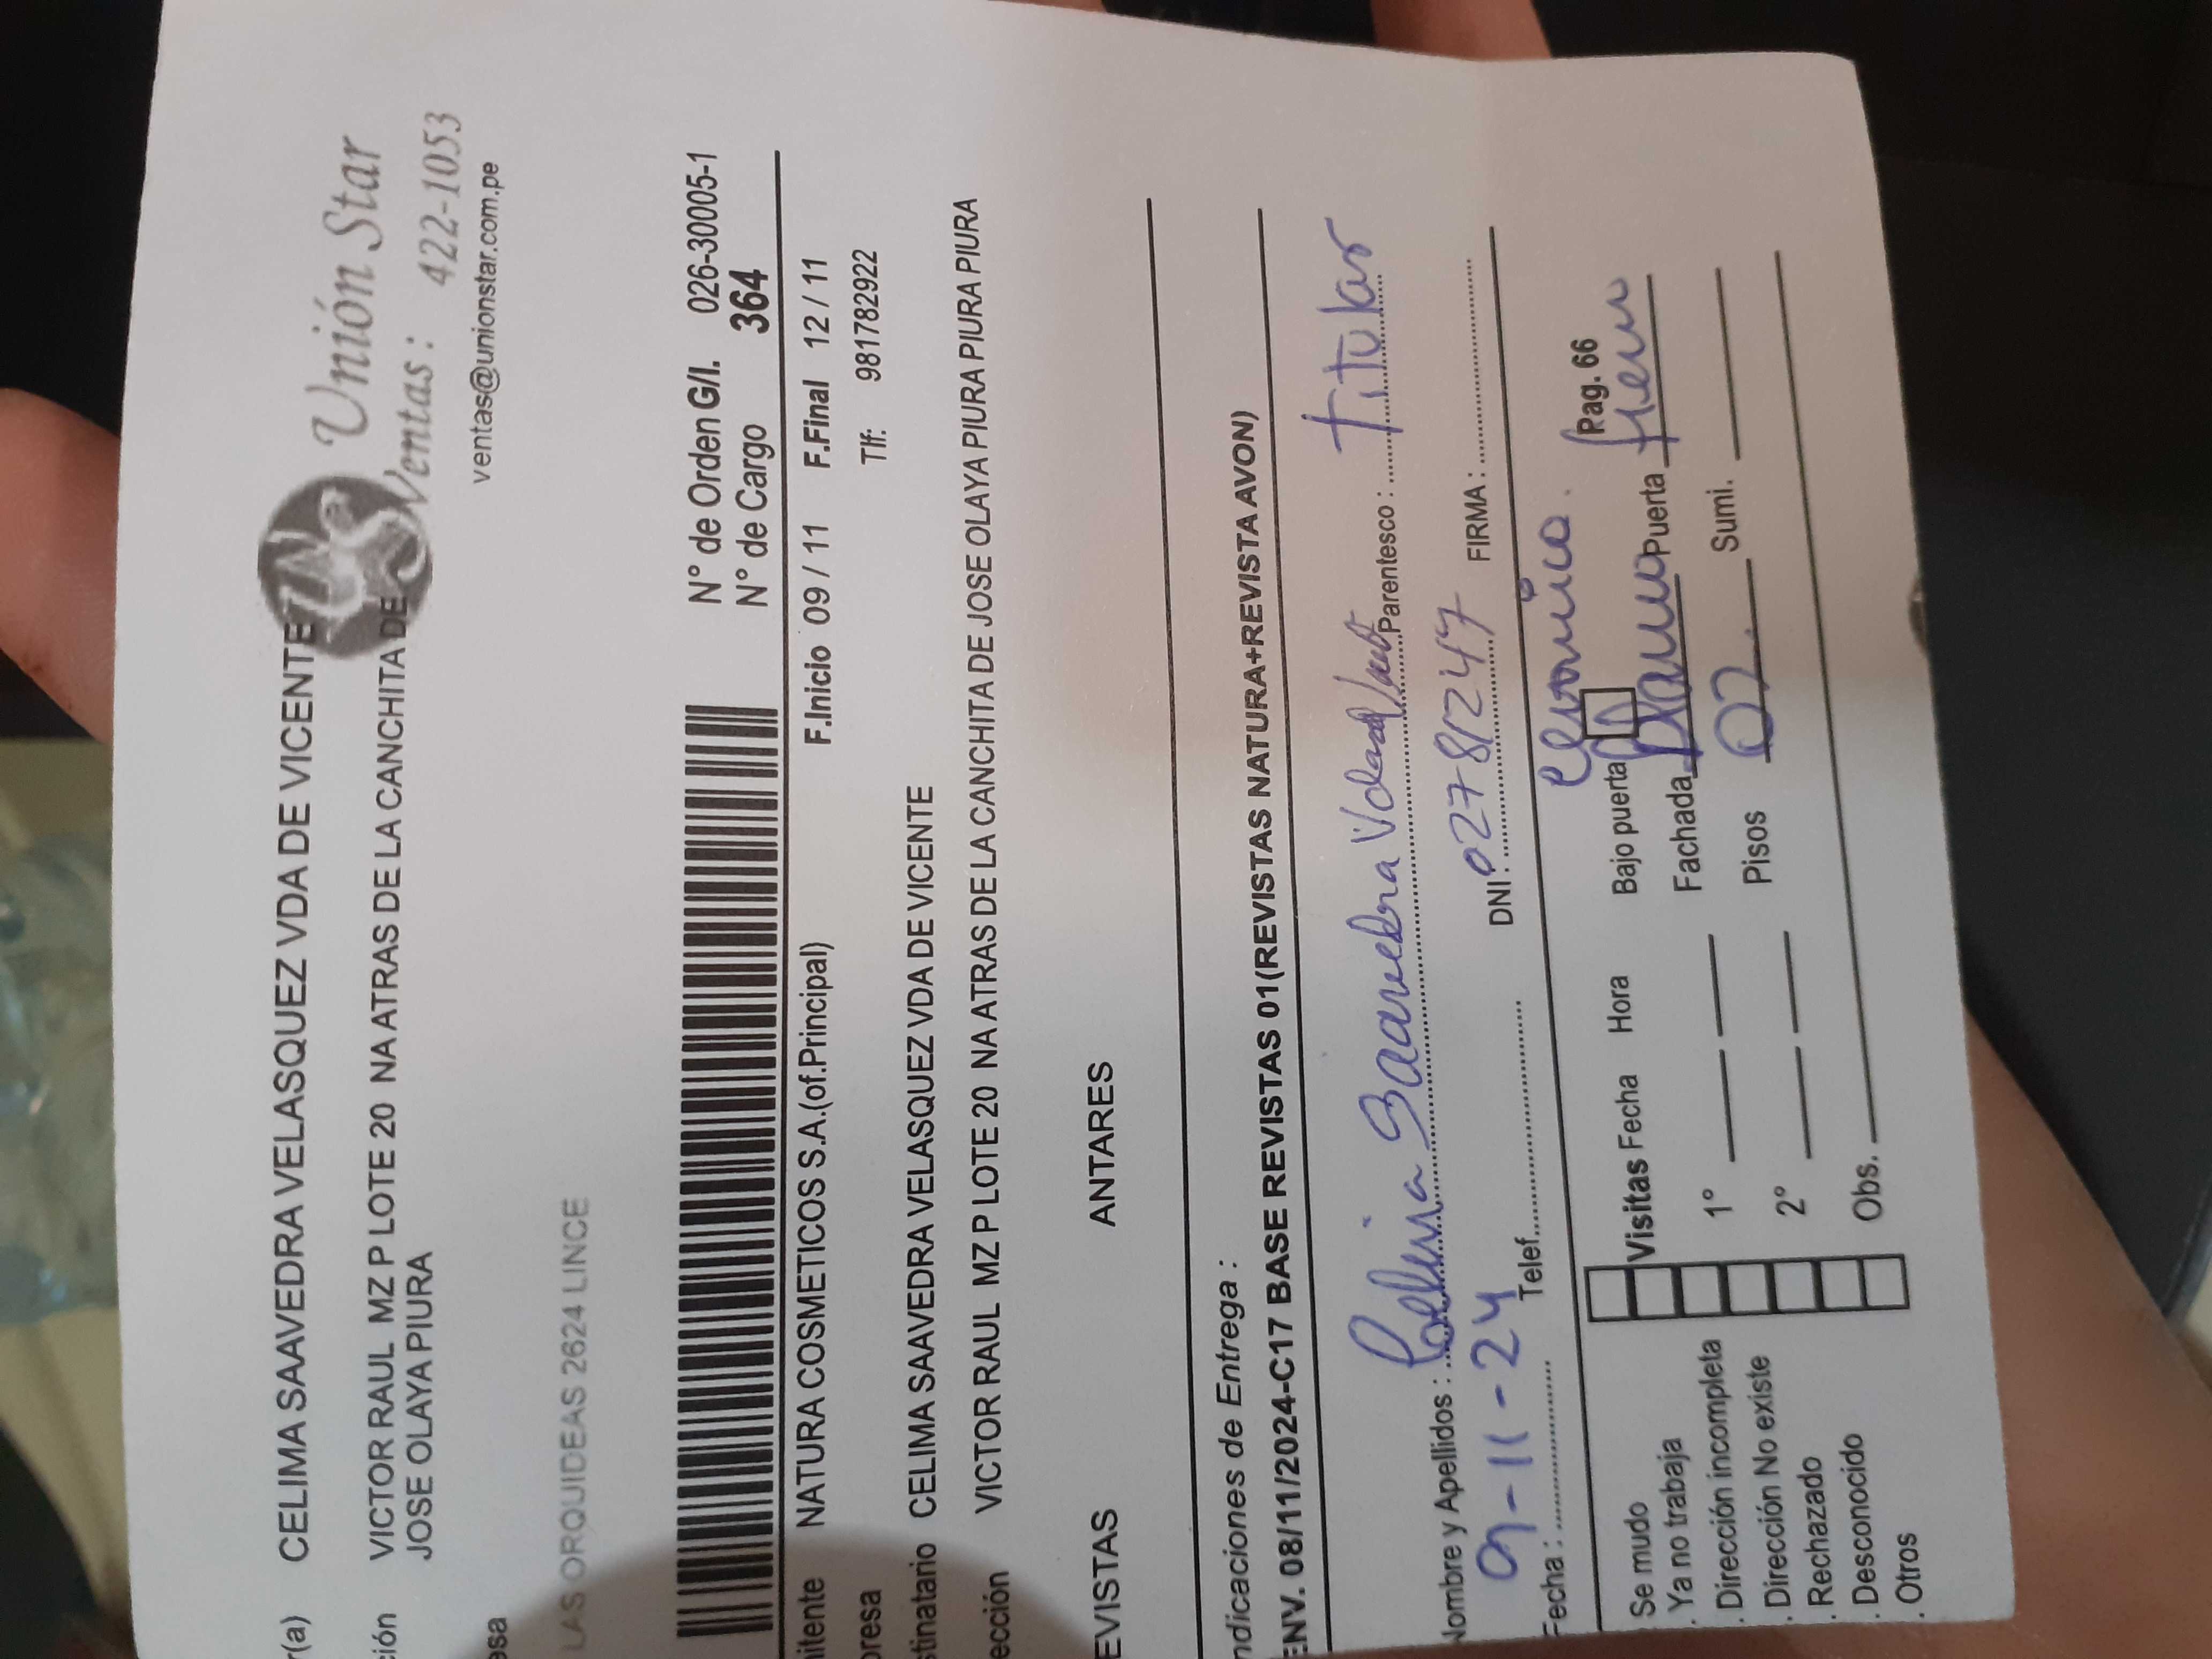 r(a) CELIMA SAAVEDRA VELASQUEZ VDA DE VICENTE
Unión Star
Ventas : 422-1053
ventas@unionstar.com.pe
ción VICTOR RAUL MZ P LOTE 20 NA ATRAS DE LA CANCHITA DE
JOSE OLAYA PIURA
esa
LAS ORQUIDEAS 2624 LINCE
N° de Orden G/I. 026-30005-1
N° de Cargo 364
mitente NATURA COSMETICOS S.A.(of.Principal) F.Inicio 09 / 11 F.Final 12 / 11
presa Tlf: 981782922
stinatario CELIMA SAAVEDRA VELASQUEZ VDA DE VICENTE
ección VICTOR RAUL MZ P LOTE 20 NA ATRAS DE LA CANCHITA DE JOSE OLAYA PIURA PIURA PIURA
EVISTAS ANTARES
ndicaciones de Entrega :
ENV. 08/11/2024-C17 BASE REVISTAS 01(REVISTAS NATURA+REVISTA AVON)
Nombre y Apellidos : Parentesco : Titular
9-11-24
Fecha : Telef. DNI: 02781247 FIRMA :
Se mudo
. Ya no trabaja Visitas Fecha Hora Bajo puerta Pag. 66
. Dirección incompleta 1° Fachada Puerta
. Dirección No existe 2° Pisos 02 Sumi.
. Rechazado
. Desconocido Obs.
. Otros